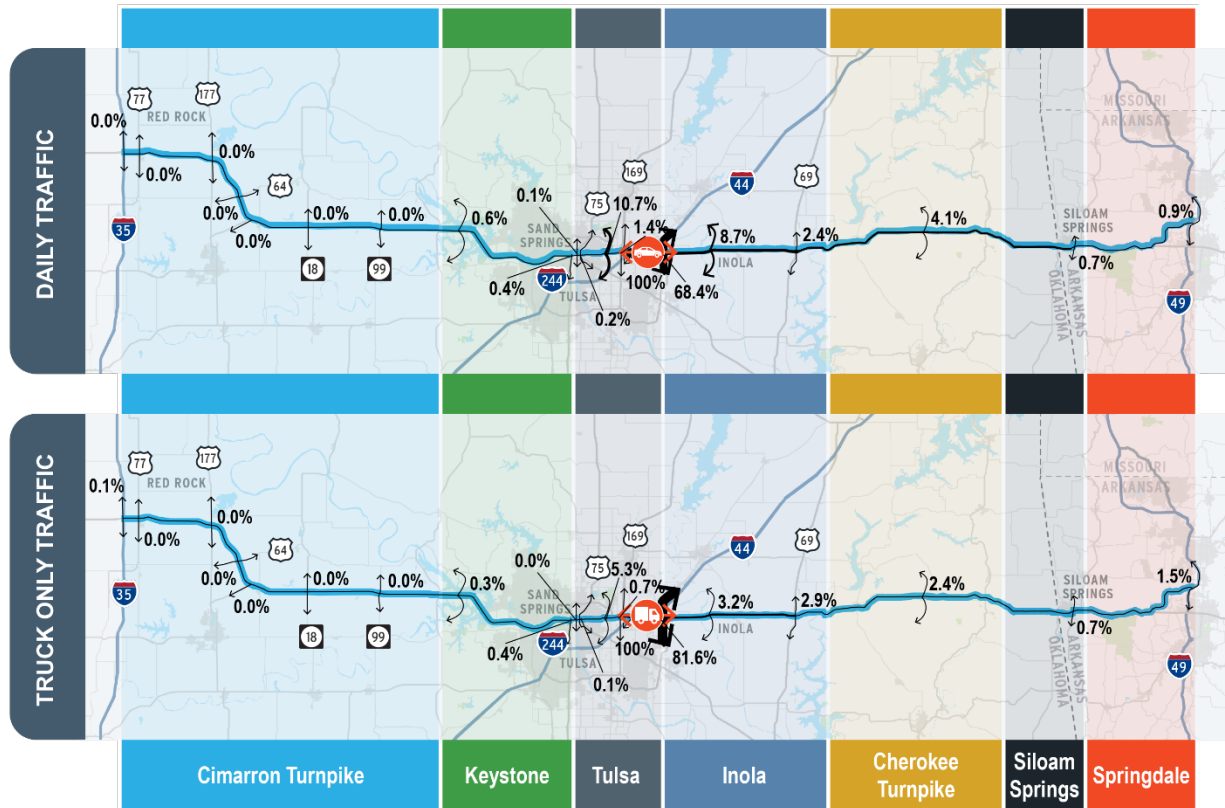 DAILY TRAFFIC
77
177
RED ROCK
0.0%
0.0%
0.0%
64
0.0%
0.0%
0.0%
0.0%
35
18
99
0.6%
0.1%
SAND
SPRINGS
75
169
10.7%
1.4%
0.4%
244
TULSA
0.2%
100%
68.4%
44
8.7%
INOLA
69
2.4%
4.1%
MISSOURI
ARKANSAS
SILOAM
SPRINGS
0.7%
OKLAHOMA
ARKANSAS
0.9%
49
TRUCK ONLY TRAFFIC
77
177
RED ROCK
0.1%
0.0%
0.0%
64
0.0%
0.0%
0.0%
0.0%
35
18
99
0.3%
0.0%
SAND
SPRINGS
75
169
5.3%
0.7%
0.4%
244
TULSA
0.1%
100%
81.6%
44
3.2%
INOLA
69
2.9%
2.4%
MISSOURI
ARKANSAS
SILOAM
SPRINGS
0.7%
OKLAHOMA
ARKANSAS
1.5%
49
Cimarron Turnpike
Keystone
Tulsa
Inola
Cherokee
Turnpike
Siloam
Springs
Springdale